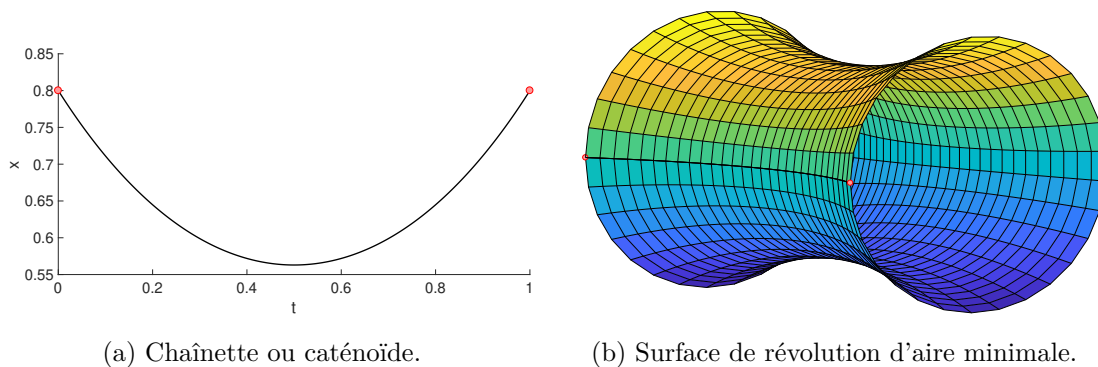 0.85
0.8
0.75
0.7
0.65
0.6
0.55
x
0 0.2 0.4 0.6 0.8 1
t
(a) Chaînette ou caténoïde.
(b) Surface de révolution d'aire minimale.